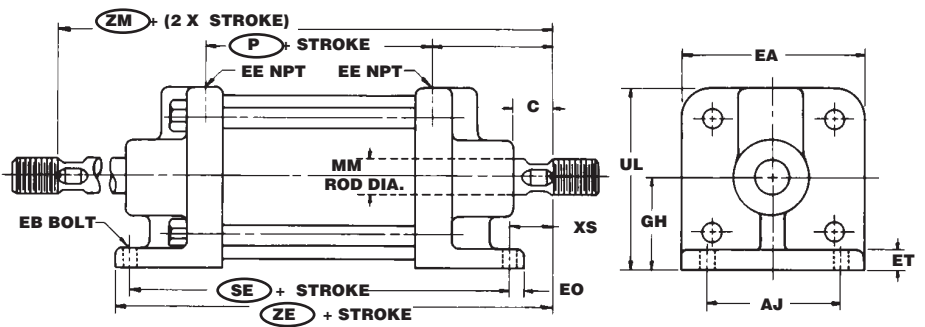 ZM + (2 X STROKE)
P + STROKE
EE NPT
EE NPT
C
MM
ROD DIA.
EB BOLT
XS
SE + STROKE
EO
ZE + STROKE
EA
UL
GH
ET
AJ